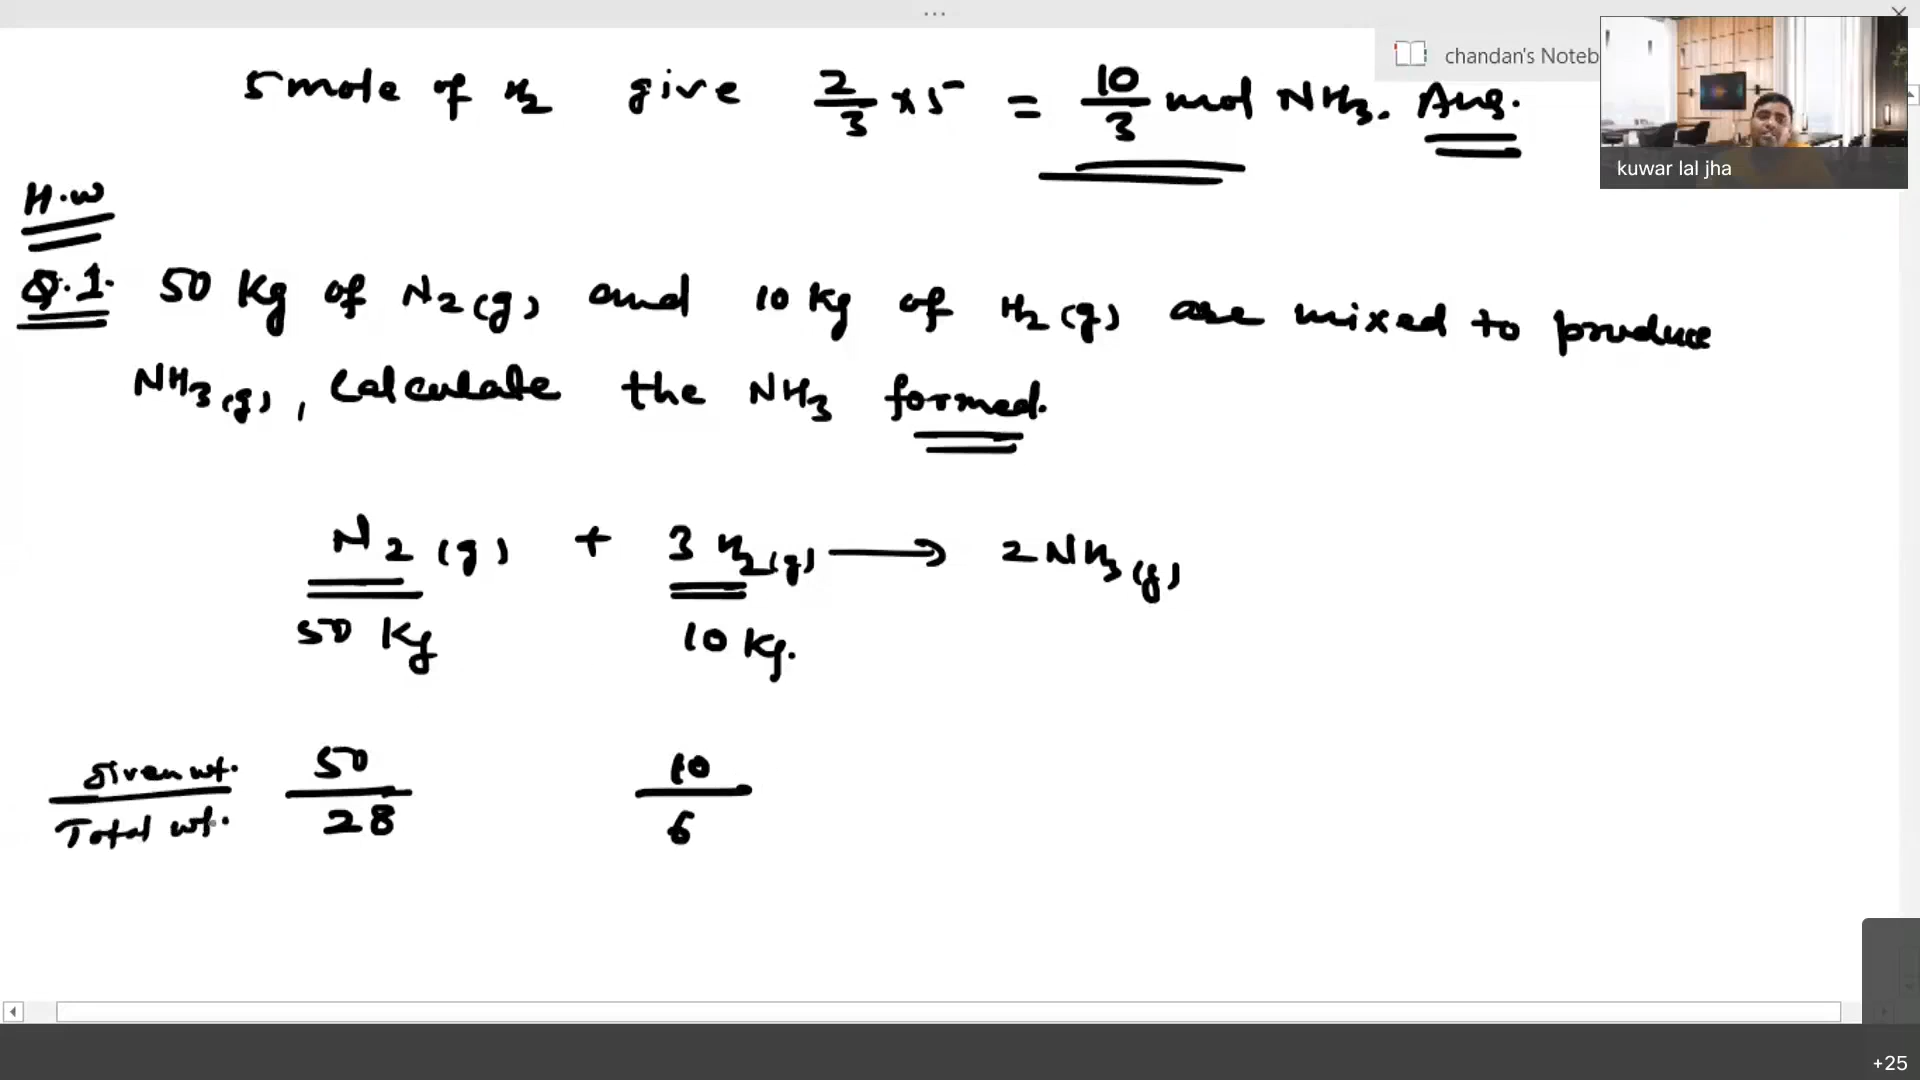 ...
chandan's Noteb
5 mole of H2 give 2/3 × 5 = 10/3 mol NH3. Ans.
kuwar lal jha
H.W
Q.1. 50 Kg of N2(g) and 10 Kg of H2(g) are mixed to produce
NH3(g), Calculate the NH3 formed.
N2(g) + 3 H2(g) ⟶ 2NH3(g)
50 Kg 10 Kg.
Given wt. / Total wt. 50/28 10/6
+25